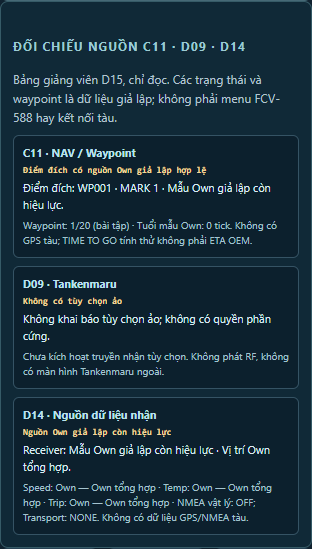 ĐỐI CHIẾU NGUỒN C11 · D09 · D14
Bảng giảng viên D15, chỉ đọc. Các trạng thái và
waypoint là dữ liệu giả lập; không phải menu FCV-
588 hay kết nối tàu.
C11 · NAV / Waypoint
Điểm đích có nguồn Own giả lập hợp lệ
Điểm đích: WP001 · MARK 1 · Mẫu Own giả lập còn
hiệu lực.
Waypoint: 1/20 (bài tập) · Tuổi mẫu Own: 0 tick. Không có
GPS tàu; TIME TO GO tính thử không phải ETA OEM.
D09 · Tankenmaru
Không có tùy chọn ảo
Không khai báo tùy chọn ảo; không có quyền phần
cứng.
Chưa kích hoạt truyền nhận tùy chọn. Không phát RF, không
có màn hình Tankenmaru ngoài.
D14 · Nguồn dữ liệu nhận
Nguồn Own giả lập còn hiệu lực
Receiver: Mẫu Own giả lập còn hiệu lực · Vị trí Own
tổng hợp.
Speed: Own — Own tổng hợp · Temp: Own — Own tổng
hợp · Trip: Own — Own tổng hợp · NMEA vật lý: OFF;
Transport: NONE. Không có dữ liệu GPS/NMEA tàu.